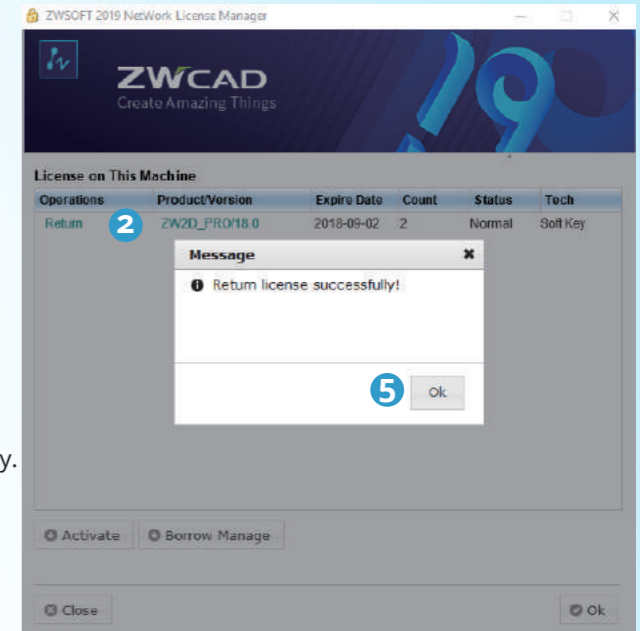 ZWSOFT 2019 NetWork License Manager
ZWCAD
Create Amazing Things
License on This Machine
Operations Product/Version Expire Date Count Status Tech
Return 2 ZW2D_PRO/18.0 2018-09-02 2 Normal Soft Key
Message
Return license successfully!
5 Ok
y.
Activate Borrow Manage
Close Ok